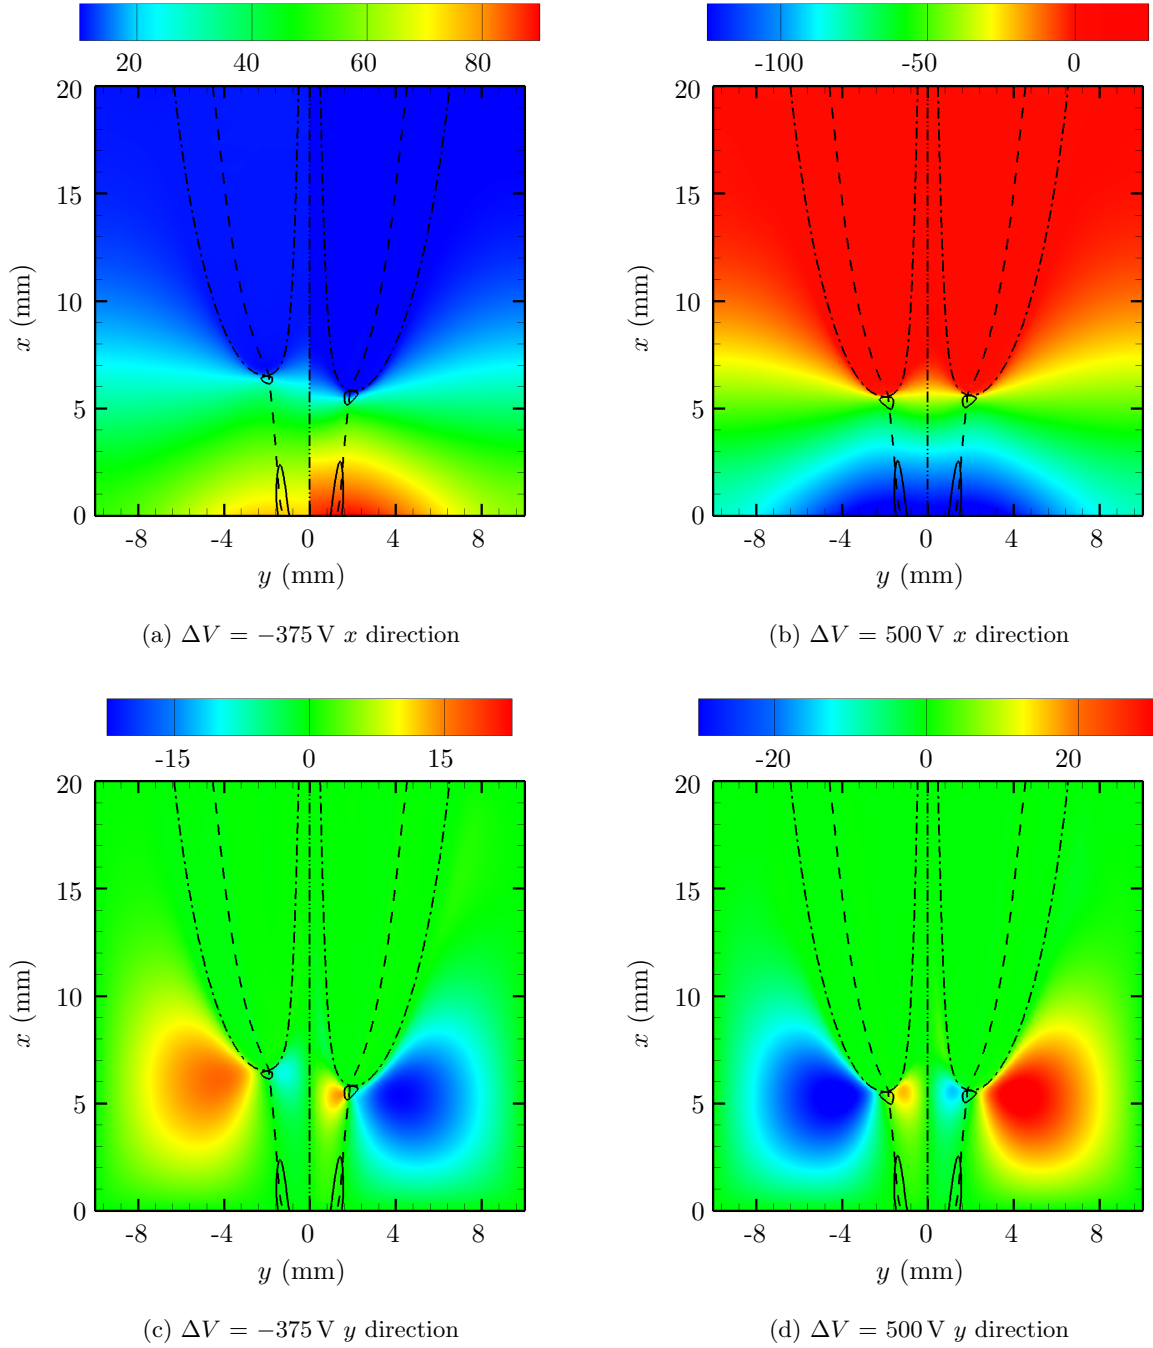 20 40 60 80
-100 -50 0
20 20
15 15
x (mm) x (mm)
10 10
5 5
0 0
-8 -4 0 4 8 -8 -4 0 4 8
y (mm) y (mm)
(a) ΔV = −375 V x direction (b) ΔV = 500 V x direction
-15 0 15 -20 0 20
20 20
15 15
x (mm) x (mm)
10 10
5 5
0 0
-8 -4 0 4 8 -8 -4 0 4 8
y (mm) y (mm)
(c) ΔV = −375 V y direction (d) ΔV = 500 V y direction